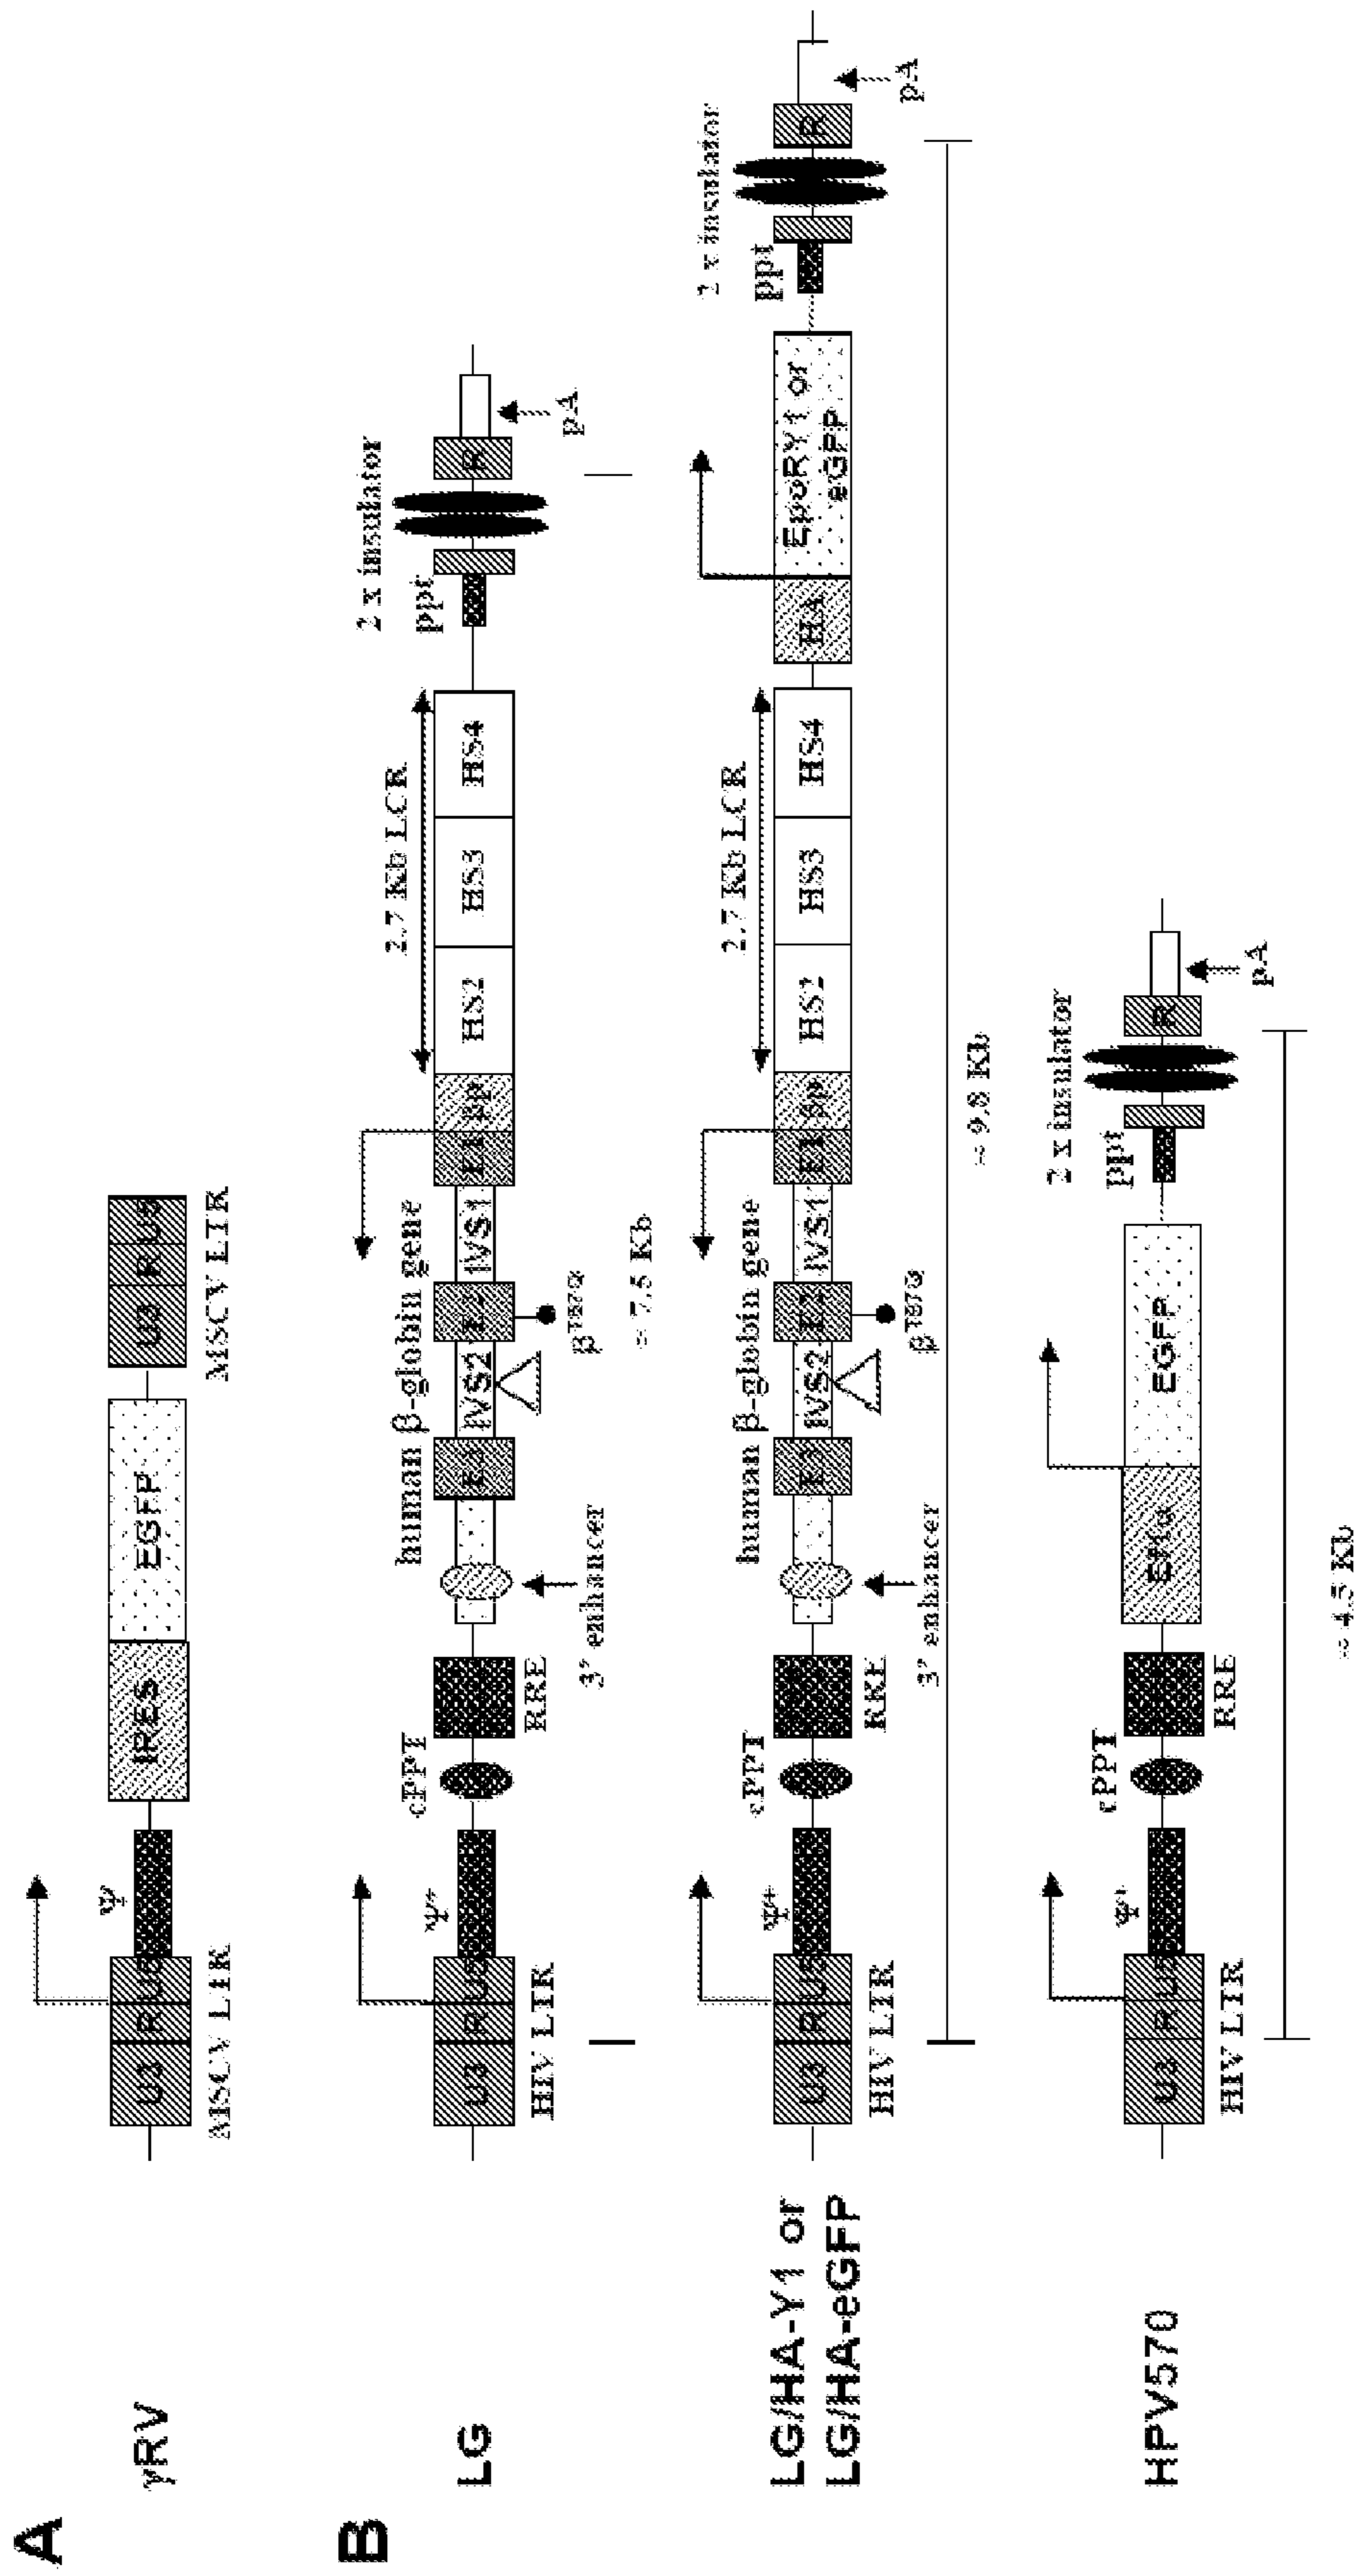 A
γRV
Ψ
U3 R U5
IRES
EGFP
U3 R U5
MSCV LTR
MSCV LTR
B
LG
2 x insulator
2.7 Kb LCR
ppt
human β-globin gene
cPPT
Ψ+
U3 R U5
E3
IVS2
E2
IVS1
E1
βp
HS2
HS3
HS4
R
HIV LTR
RRE
3' enhancer
pA
≈ 7.5 Kb
LG/HA-Y1 or
LG/HA-eGFP
2 x insulator
2.7 Kb LCR
ppt
human β-globin gene
cPPT
Ψ+
U3 R U5
E3
IVS2
E2
IVS1
E1
βp
HS2
HS3
HS4
HA
EpoRY1 or
eGFP
R
HIV LTR
RRE
3' enhancer
pA
≈ 9.8 Kb
HPV570
2 x insulator
ppt
cPPT
Ψ+
U3 R U5
EGFP
R
HIV LTR
RRE
pA
≈ 4.5 Kb